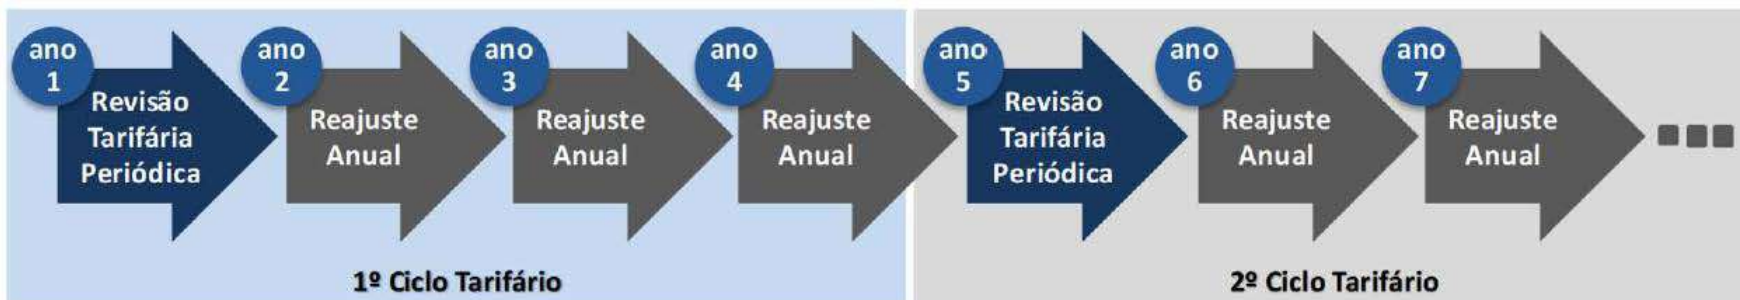 ano
1
Revisão
Tarifária
Periódica
ano
2
Reajuste
Anual
ano
3
Reajuste
Anual
ano
4
Reajuste
Anual
ano
5
Revisão
Tarifária
Periódica
ano
6
Reajuste
Anual
ano
7
Reajuste
Anual
1º Ciclo Tarifário
2º Ciclo Tarifário